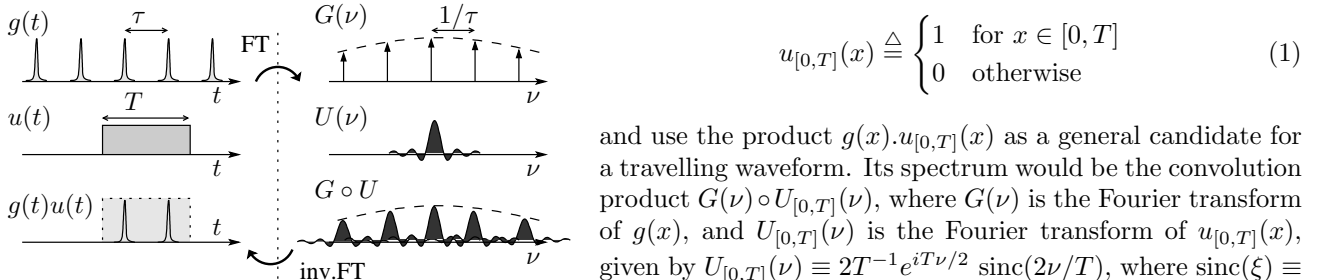 g(t)
τ
t
FT
G(ν)
1/τ
ν
u(t)
T
t
U(ν)
ν
g(t)u(t)
t
G ∘ U
ν
inv.FT
u_{[0,T]}(x) ≜ { 1 for x ∈ [0, T]
0 otherwise
(1)
and use the product g(x).u_{[0,T]}(x) as a general candidate for
a travelling waveform. Its spectrum would be the convolution
product G(ν)∘U_{[0,T]}(ν), where G(ν) is the Fourier transform
of g(x), and U_{[0,T]}(ν) is the Fourier transform of u_{[0,T]}(x),
given by U_{[0,T]}(ν) ≡ 2T^{-1}e^{iTν/2} sinc(2ν/T), where sinc(ξ) ≡